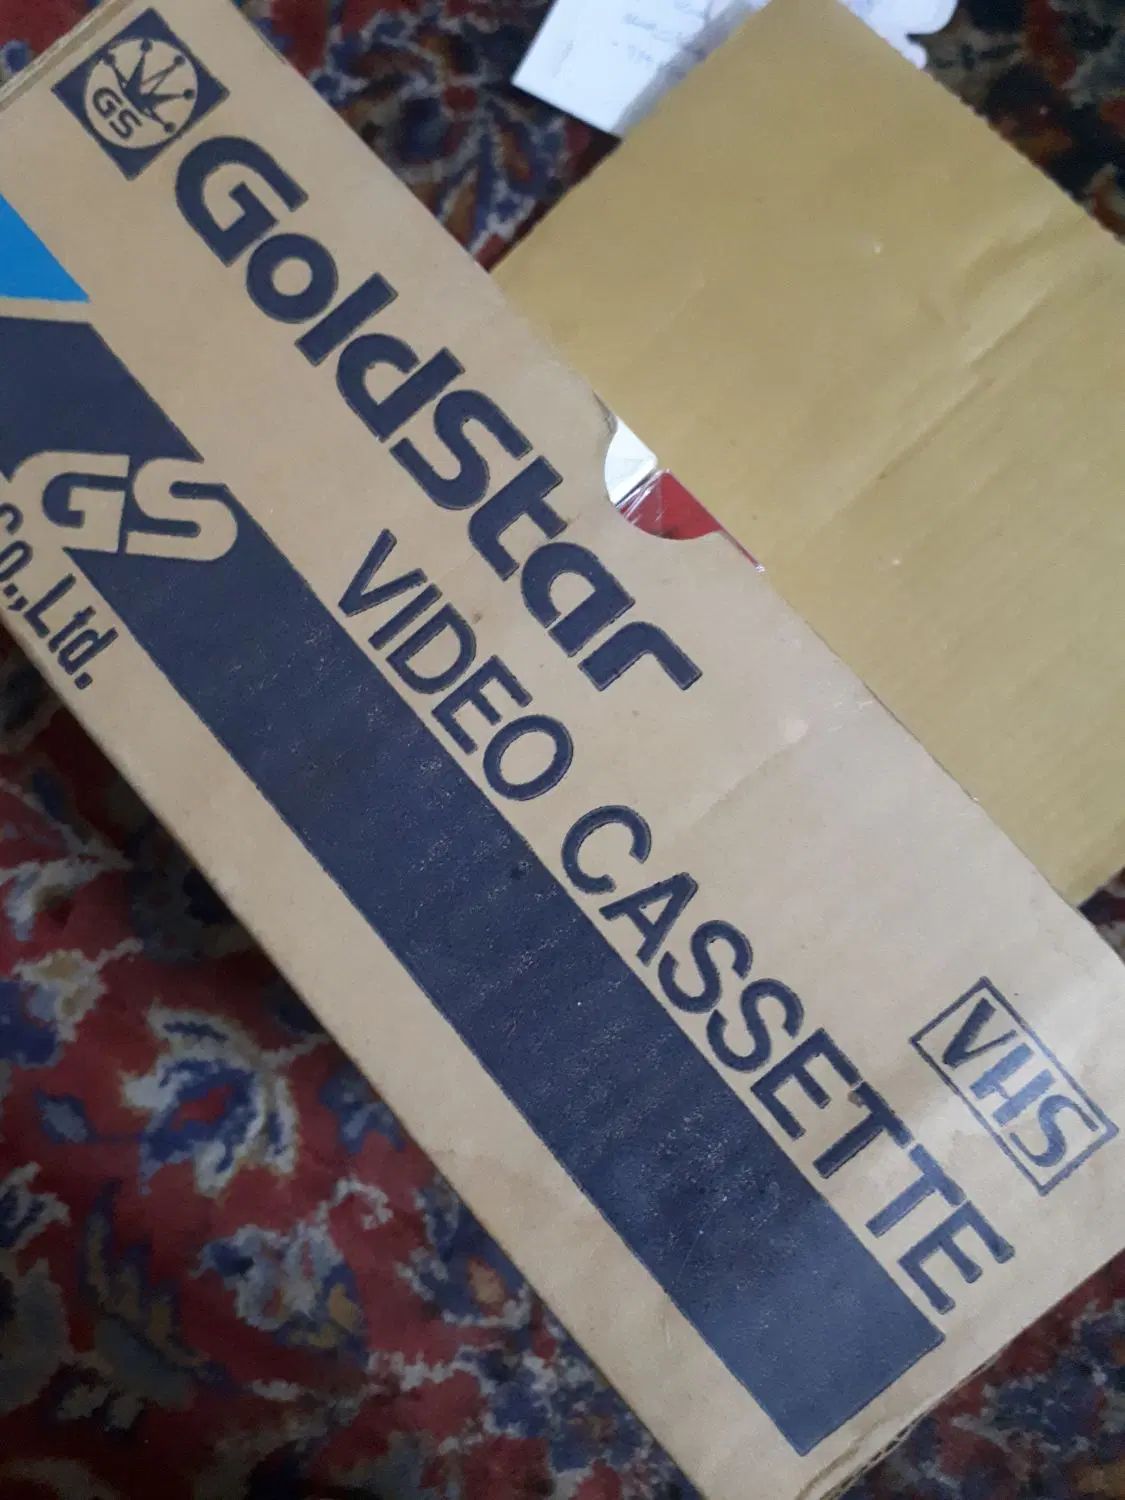 GS
GoldStar
VIDEO CASSETTE
VHS
GS
Co.,Ltd.